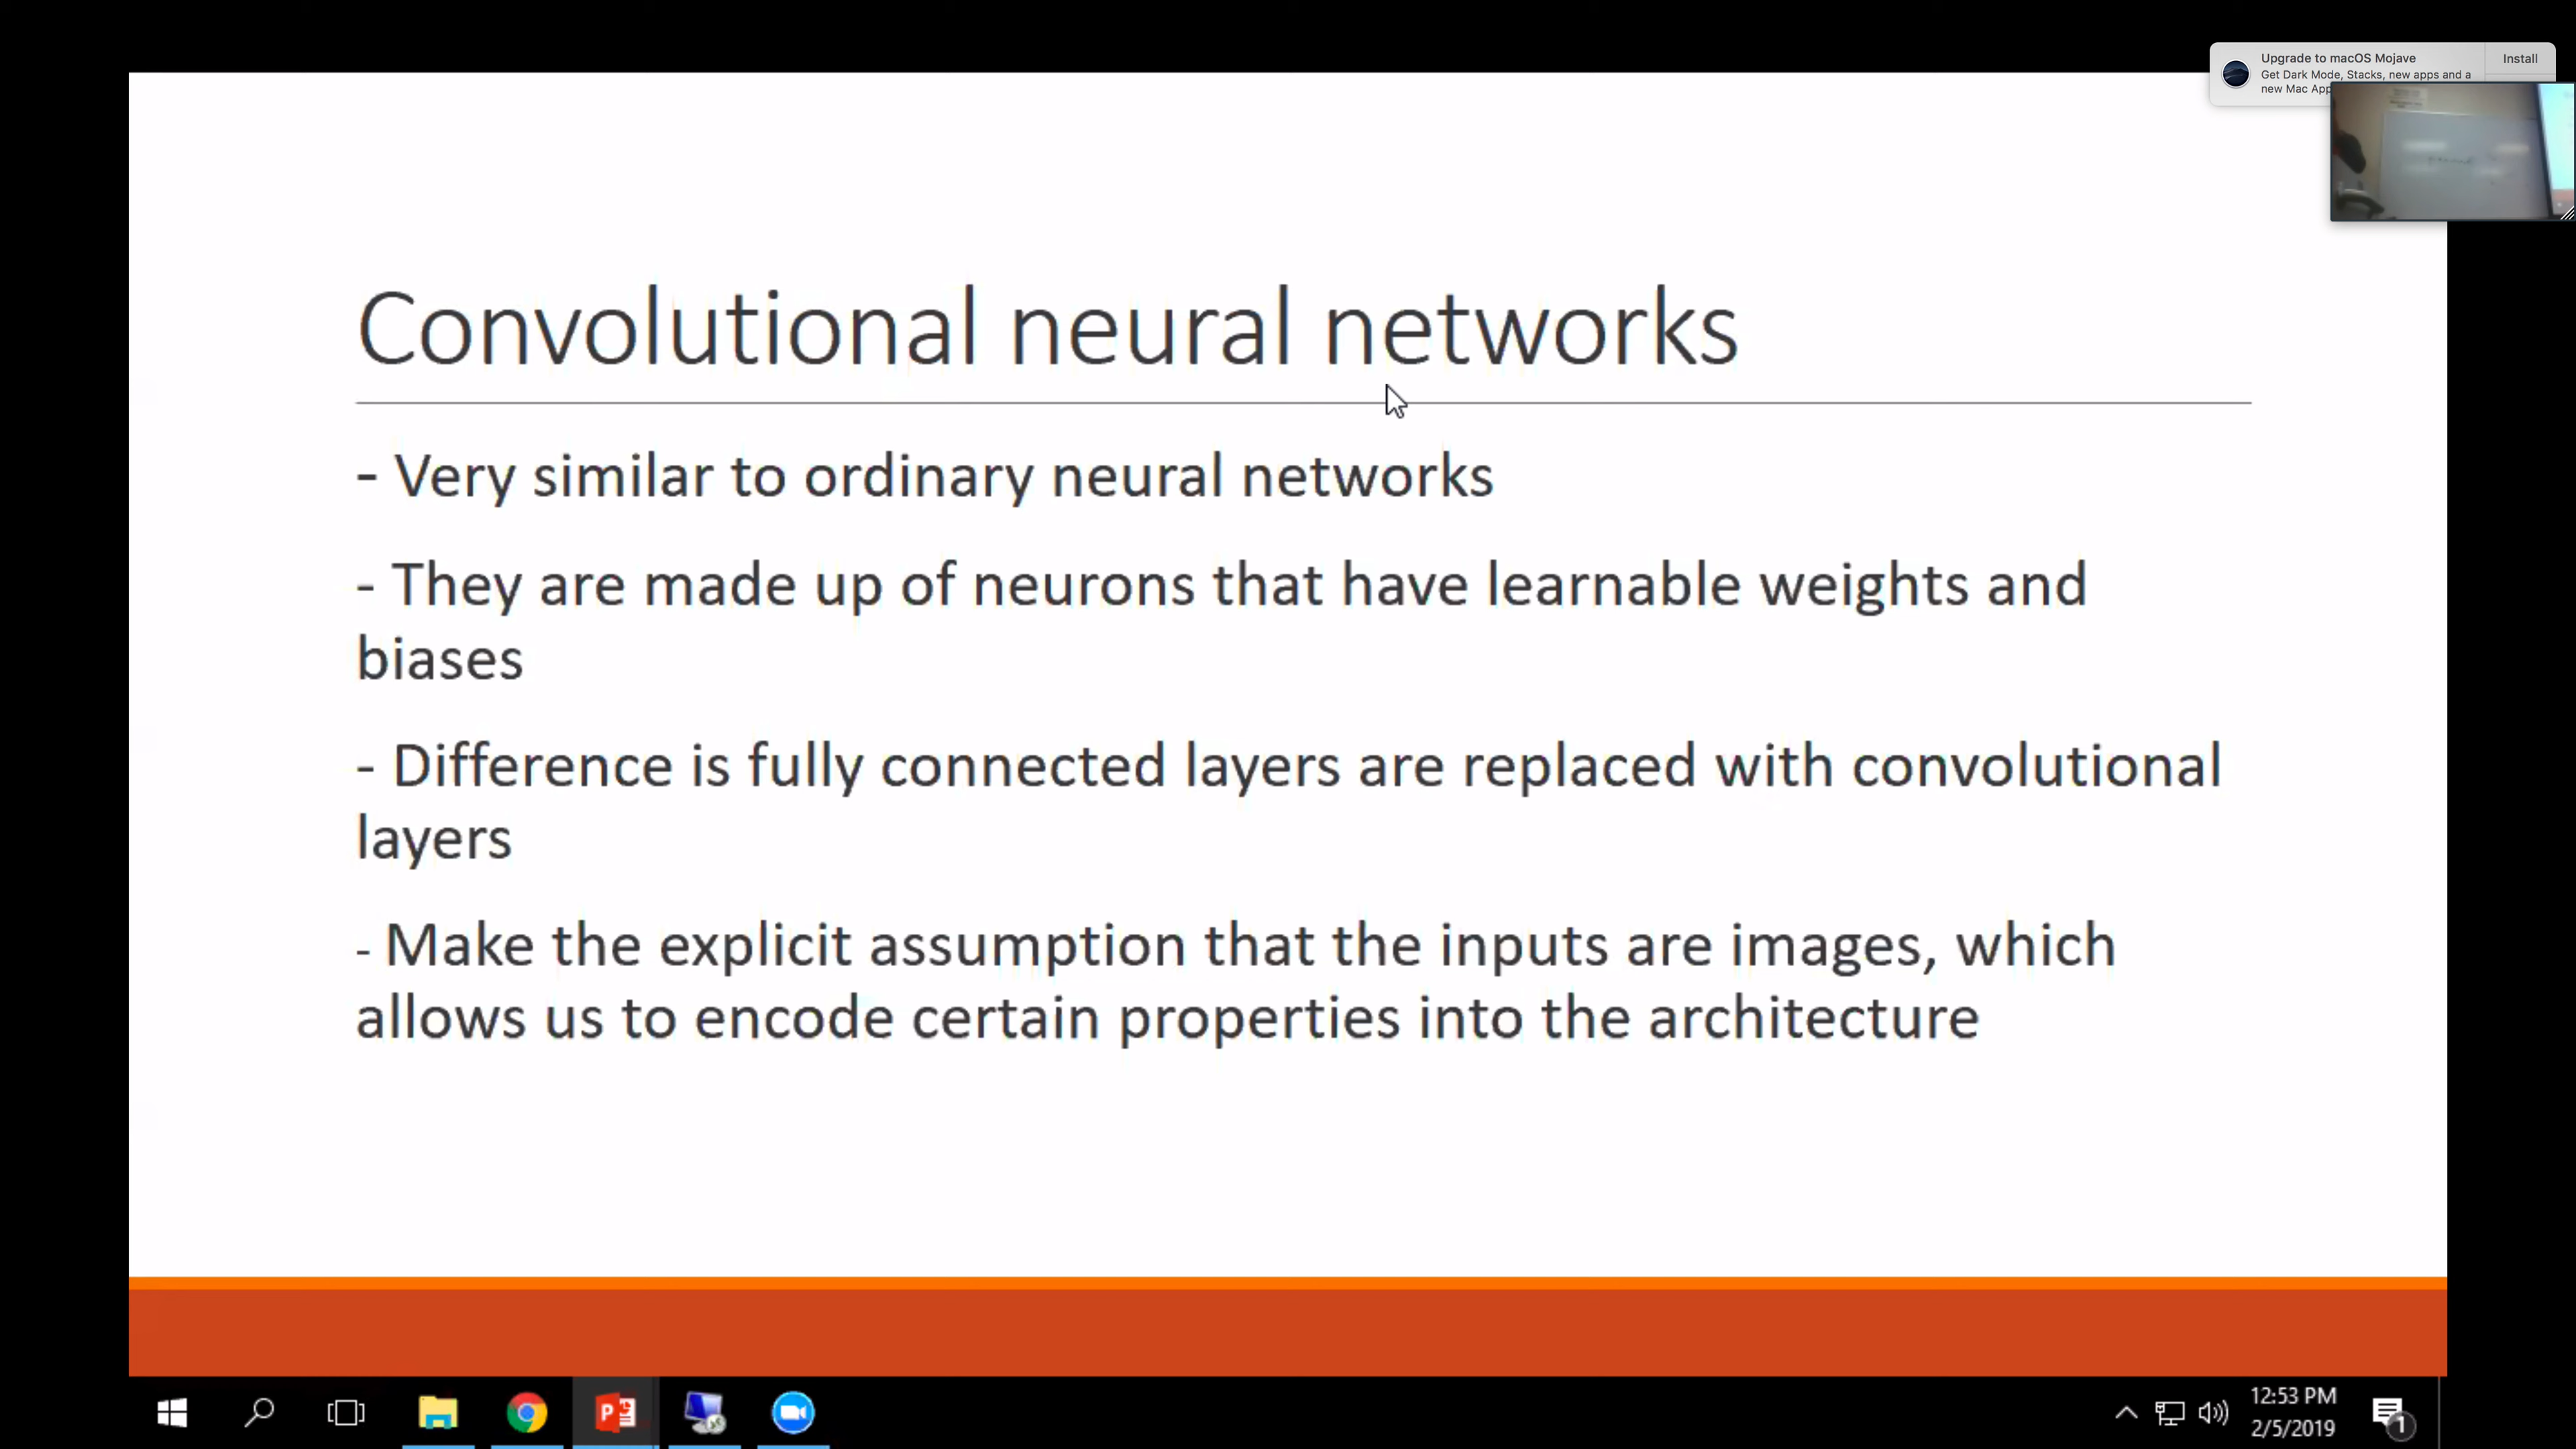 Upgrade to macOS Mojave
Install
Get Dark Mode, Stacks, new apps and a
new Mac App
Convolutional neural networks
- Very similar to ordinary neural networks
- They are made up of neurons that have learnable weights and
biases
- Difference is fully connected layers are replaced with convolutional
layers
- Make the explicit assumption that the inputs are images, which
allows us to encode certain properties into the architecture
12:53 PM
2/5/2019
1